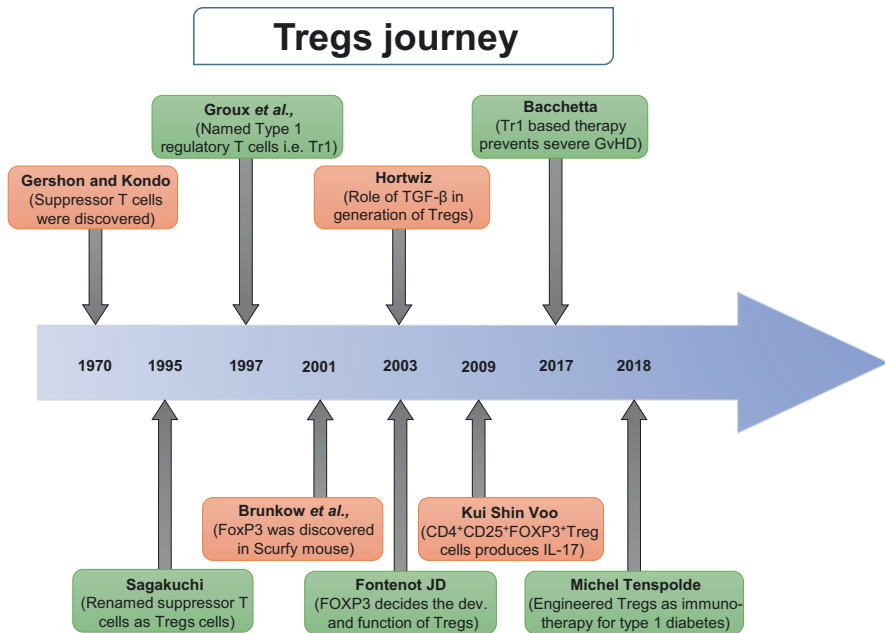 Tregs journey
Groux et al.,
(Named Type 1
regulatory T cells i.e. Tr1)
Bacchetta
(Tr1 based therapy
prevents severe GvHD)
Gershon and Kondo
(Suppressor T cells
were discovered)
Hortwiz
(Role of TGF-β in
generation of Tregs)
1970 1995 1997 2001 2003 2009 2017 2018
Brunkow et al.,
(FoxP3 was discovered
in Scurfy mouse)
Kui Shin Voo
(CD4⁺CD25⁺FOXP3⁺Treg
cells produces IL-17)
Sagakuchi
(Renamed suppressor T
cells as Tregs cells)
Fontenot JD
(FOXP3 decides the dev.
and function of Tregs)
Michel Tenspolde
(Engineered Tregs as immuno-
therapy for type 1 diabetes)